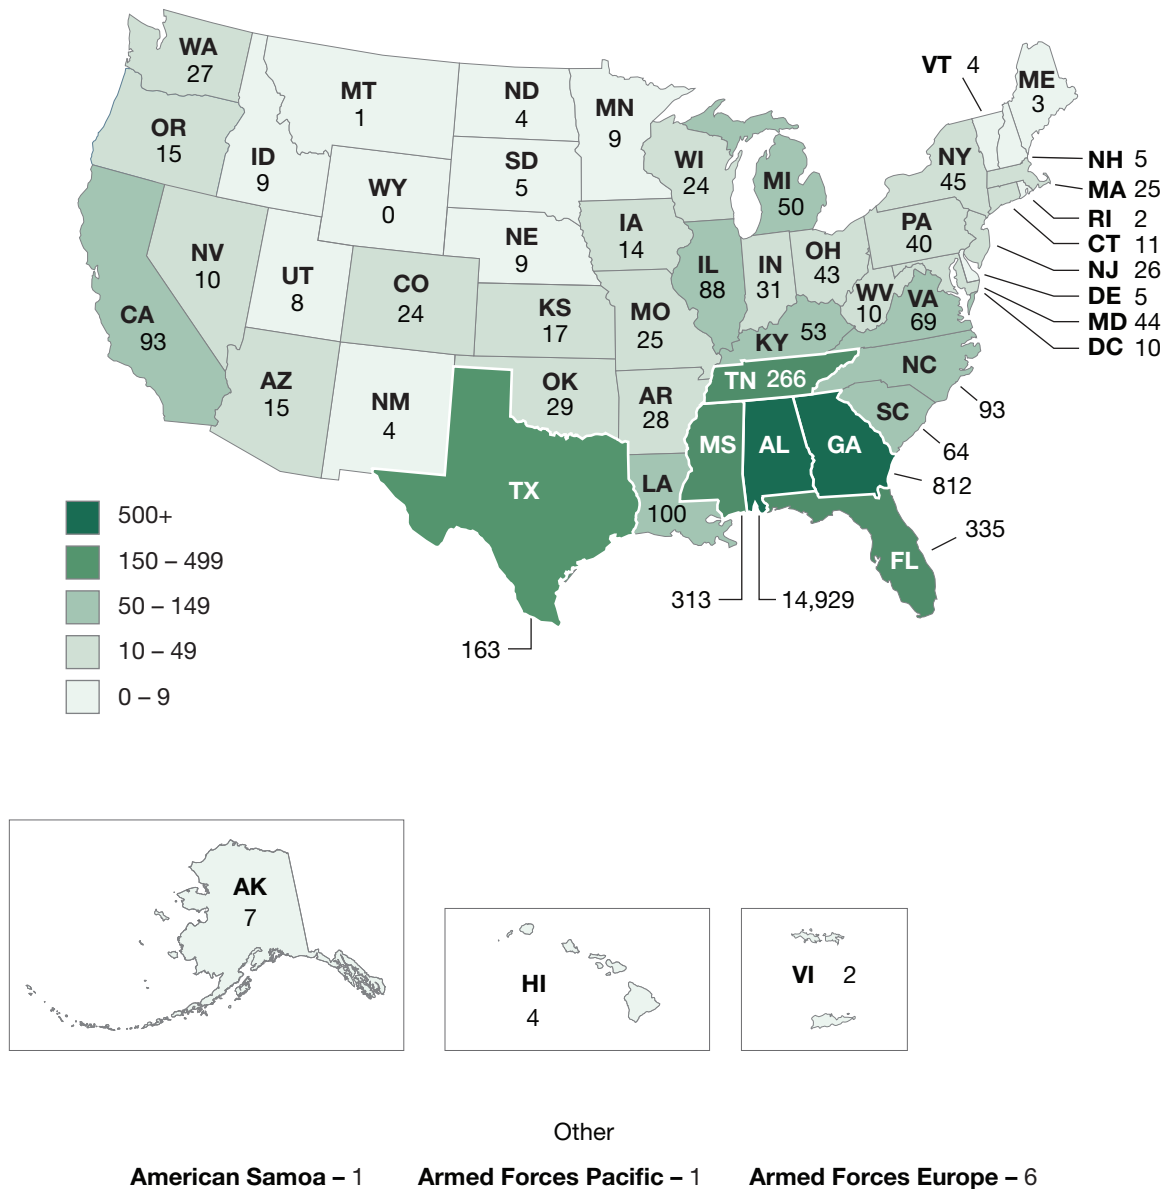 WA
27
OR
15
CA
93
ID
9
NV
10
MT
1
WY
0
UT
8
AZ
15
CO
24
NM
4
ND
4
SD
5
NE
9
KS
17
OK
29
TX
163
MN
9
IA
14
MO
25
AR
28
LA
100
WI
24
IL
88
MI
50
IN
31
OH
43
KY 53
TN 266
MS
313
AL
14,929
GA
812
FL
335
SC
64
NC
93
VA
69
WV
10
PA
40
NY
45
VT 4
ME
3
NH 5
MA 25
RI 2
CT 11
NJ 26
DE 5
MD 44
DC 10
500+
150 – 499
50 – 149
10 – 49
0 – 9
AK
7
HI
4
VI 2
Other
American Samoa – 1 Armed Forces Pacific – 1 Armed Forces Europe – 6